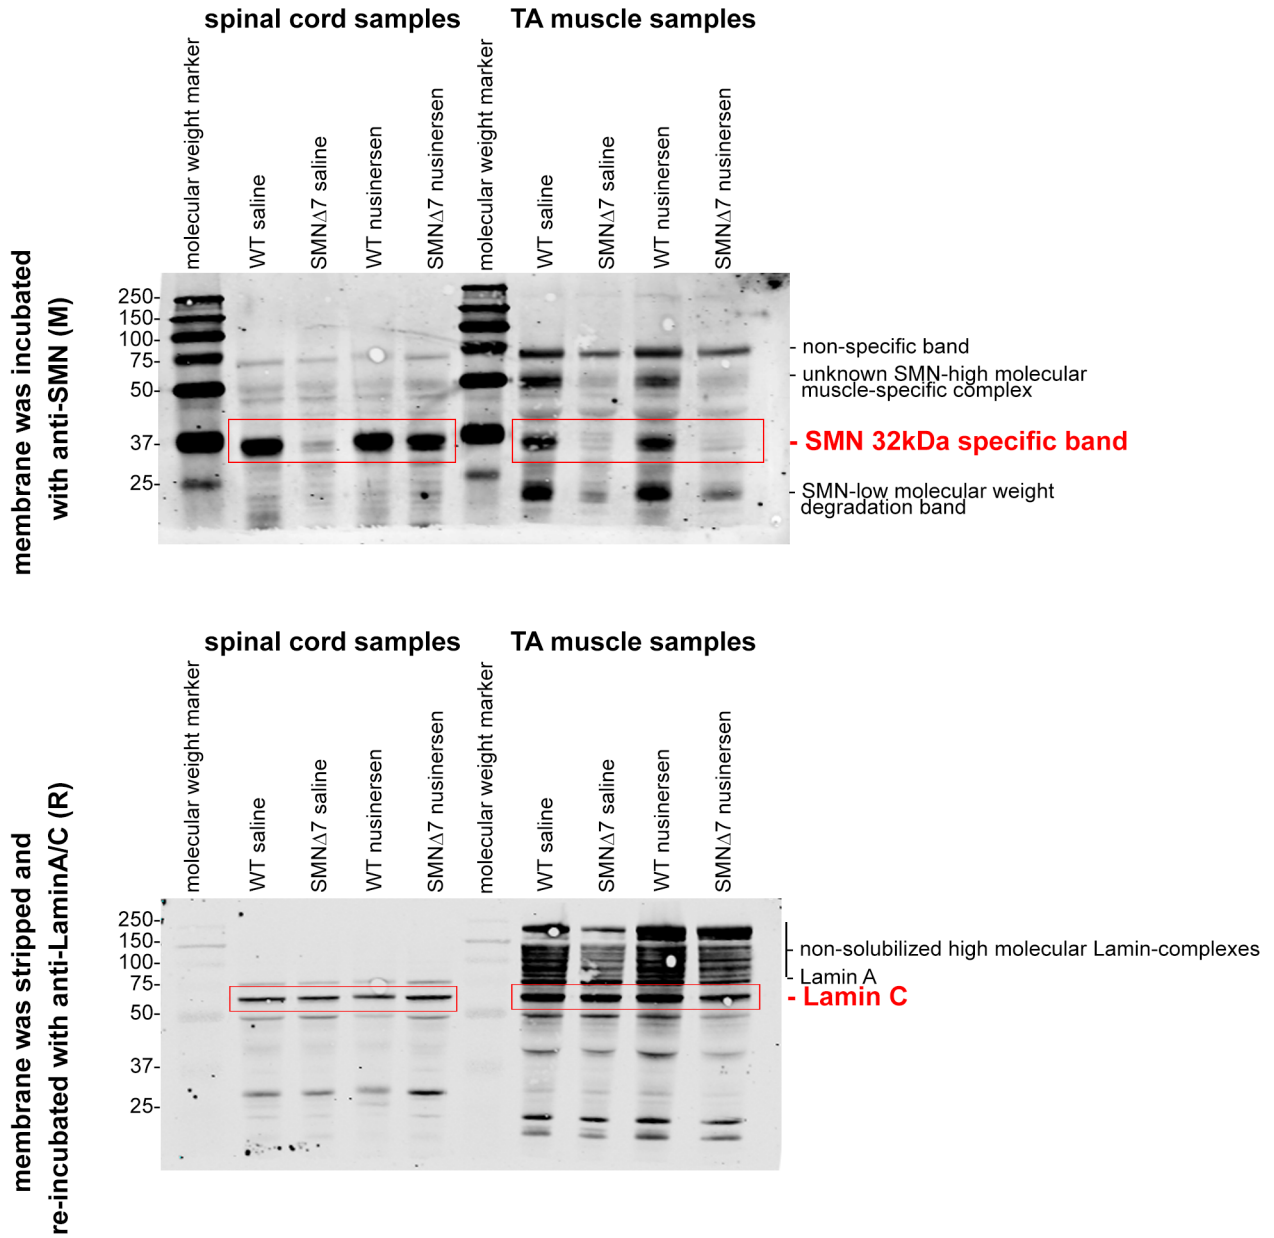 spinal cord samples
TA muscle samples
molecular weight marker
WT saline
SMNΔ7 saline
WT nusinersen
SMNΔ7 nusinersen
molecular weight marker
WT saline
SMNΔ7 saline
WT nusinersen
SMNΔ7 nusinersen
membrane was incubated
with anti-SMN (M)
250-
150-
100-
75-
50-
37-
25-
- non-specific band
- unknown SMN-high molecular
muscle-specific complex
- SMN 32kDa specific band
- SMN-low molecular weight
degradation band
spinal cord samples
TA muscle samples
molecular weight marker
WT saline
SMNΔ7 saline
WT nusinersen
SMNΔ7 nusinersen
molecular weight marker
WT saline
SMNΔ7 saline
WT nusinersen
SMNΔ7 nusinersen
membrane was stripped and
re-incubated with anti-LaminA/C (R)
250-
150-
100-
75-
50-
37-
25-
- non-solubilized high molecular Lamin-complexes
- Lamin A
- Lamin C